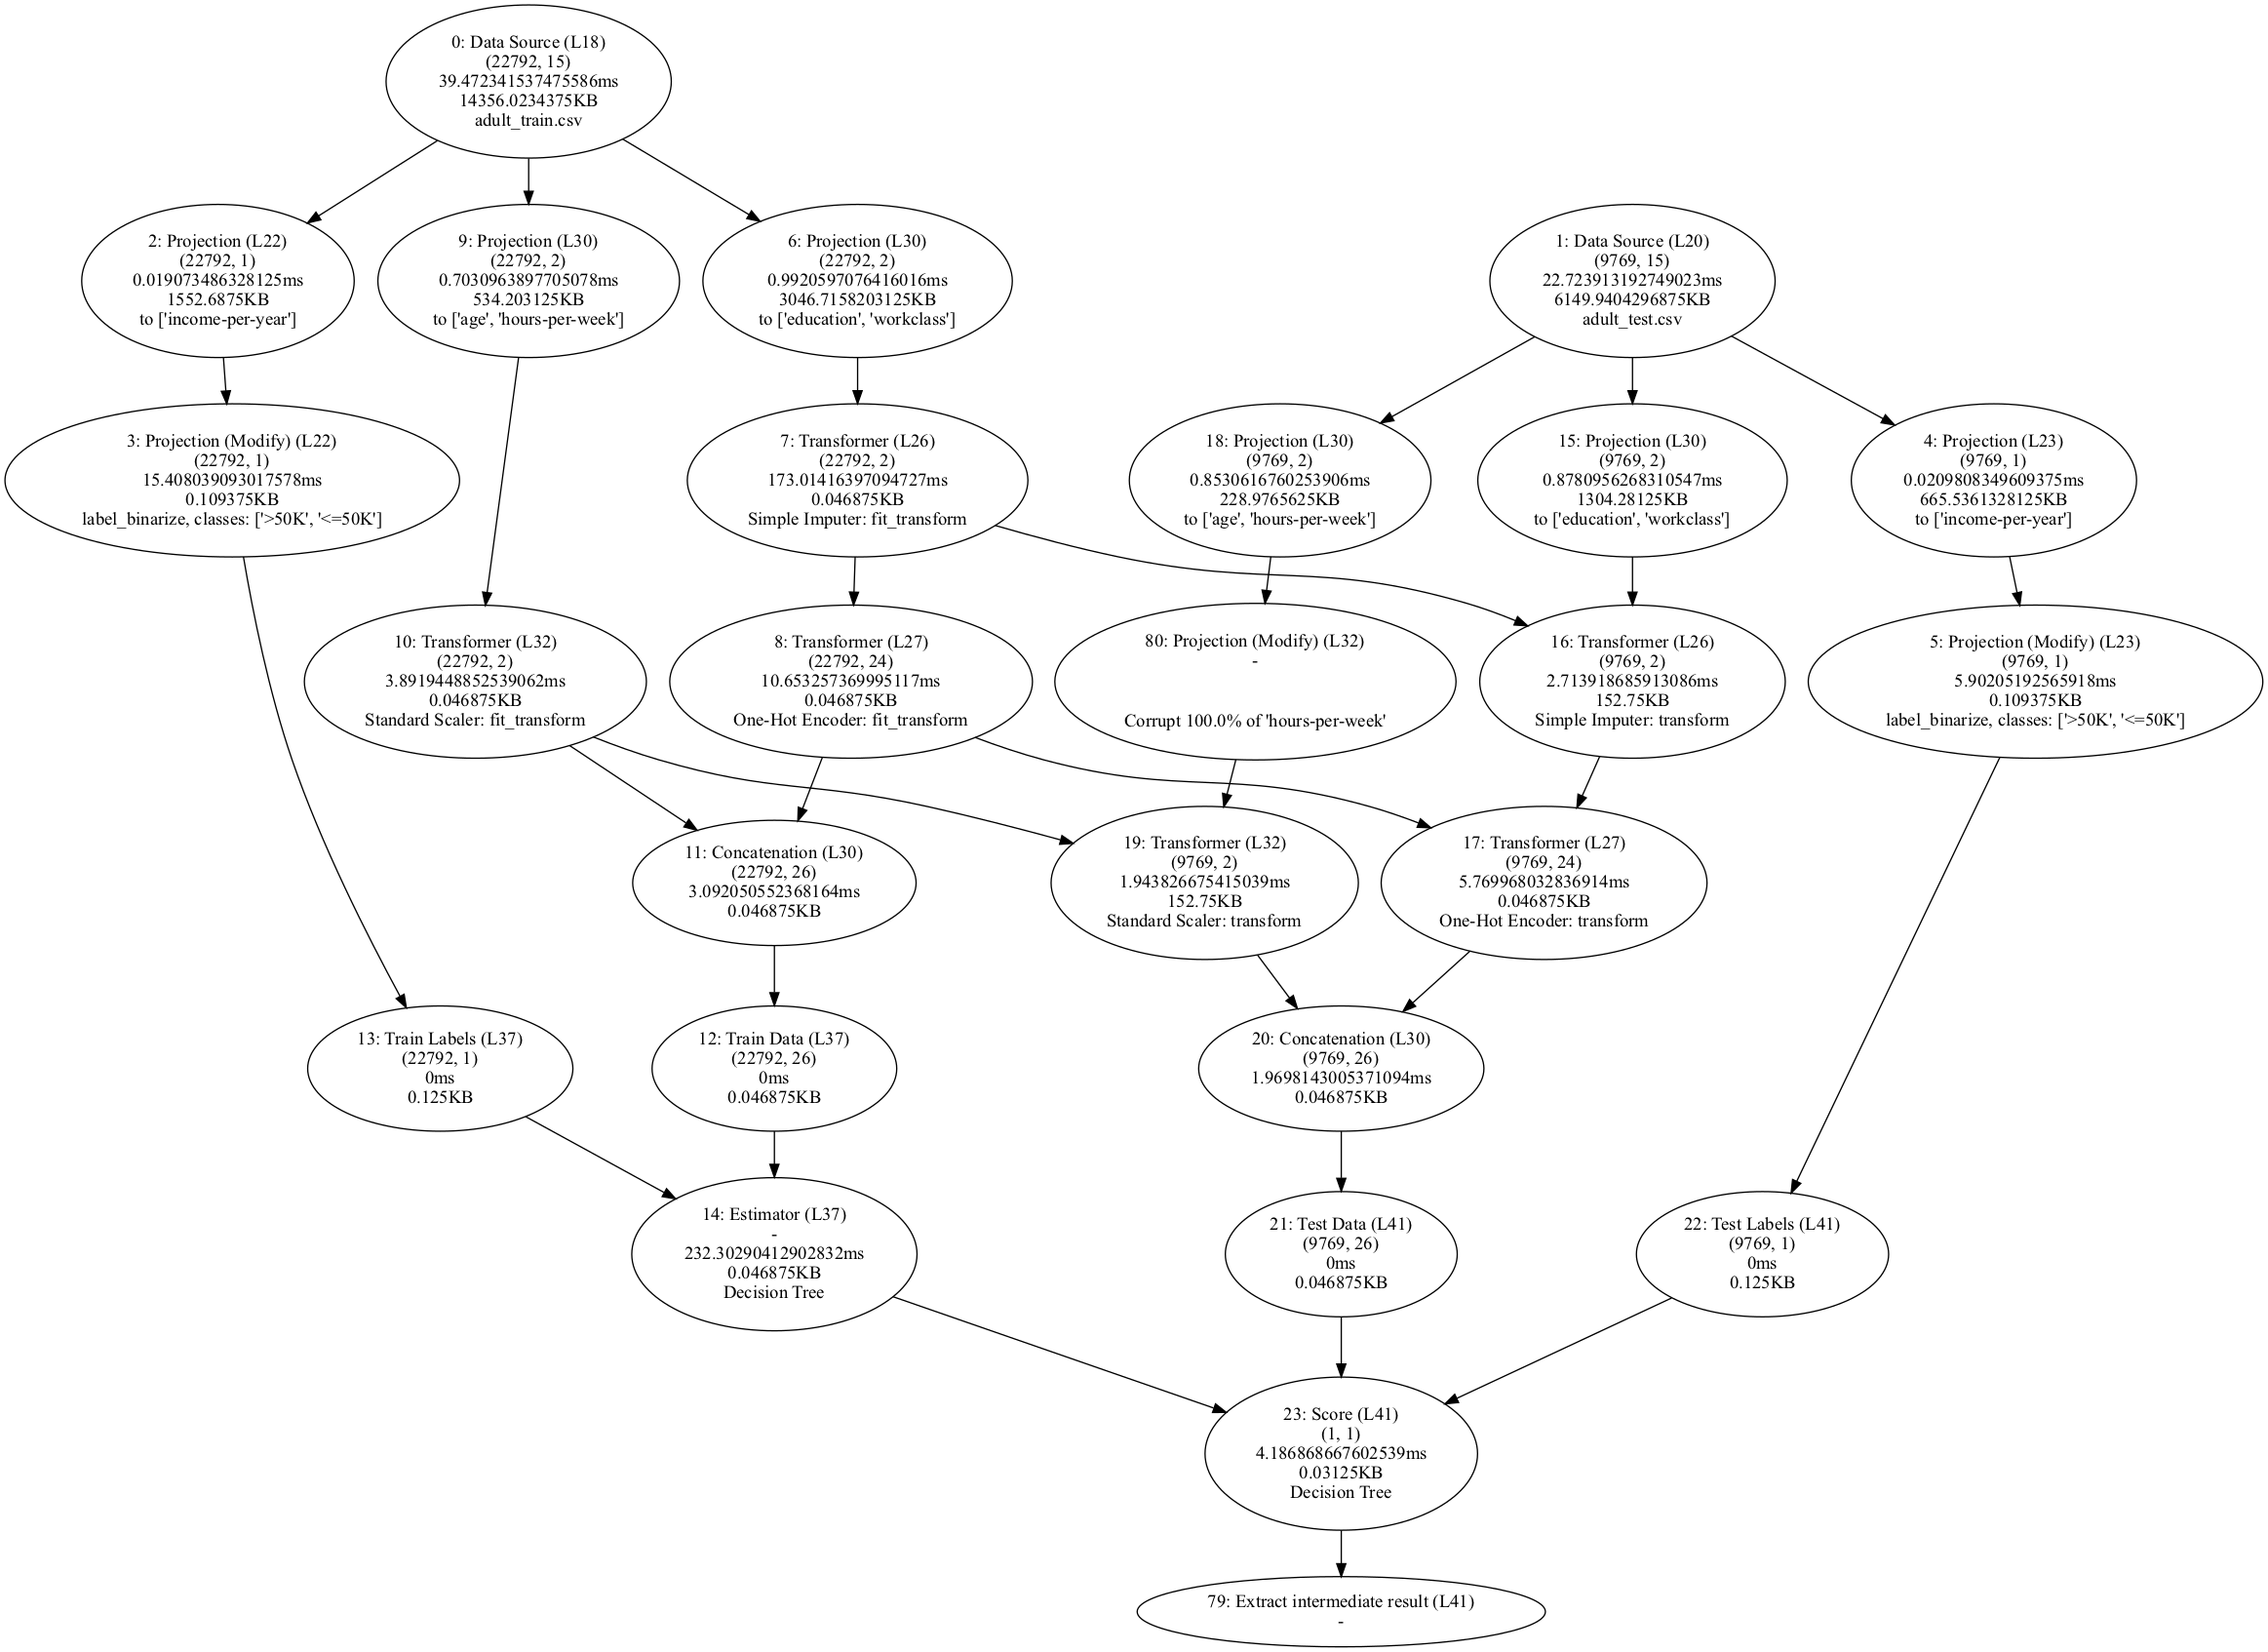 0: Data Source (L18)
(22792, 15)
39.472341537475586ms
14356.0234375KB
adult_train.csv
2: Projection (L22)
(22792, 1)
0.019073486328125ms
1552.6875KB
to ['income-per-year']
9: Projection (L30)
(22792, 2)
0.7030963897705078ms
534.203125KB
to ['age', 'hours-per-week']
6: Projection (L30)
(22792, 2)
0.9920597076416016ms
3046.7158203125KB
to ['education', 'workclass']
1: Data Source (L20)
(9769, 15)
22.723913192749023ms
6149.9404296875KB
adult_test.csv
3: Projection (Modify) (L22)
(22792, 1)
15.408039093017578ms
0.109375KB
label_binarize, classes: ['>50K', '<=50K']
7: Transformer (L26)
(22792, 2)
173.01416397094727ms
0.046875KB
Simple Imputer: fit_transform
18: Projection (L30)
(9769, 2)
0.8530616760253906ms
228.9765625KB
to ['age', 'hours-per-week']
15: Projection (L30)
(9769, 2)
0.8780956268310547ms
1304.28125KB
to ['education', 'workclass']
4: Projection (L23)
(9769, 1)
0.0209808349609375ms
665.5361328125KB
to ['income-per-year']
10: Transformer (L32)
(22792, 2)
3.8919448852539062ms
0.046875KB
Standard Scaler: fit_transform
8: Transformer (L27)
(22792, 24)
10.653257369995117ms
0.046875KB
One-Hot Encoder: fit_transform
80: Projection (Modify) (L32)
-
Corrupt 100.0% of 'hours-per-week'
16: Transformer (L26)
(9769, 2)
2.713918685913086ms
152.75KB
Simple Imputer: transform
5: Projection (Modify) (L23)
(9769, 1)
5.90205192565918ms
0.109375KB
label_binarize, classes: ['>50K', '<=50K']
11: Concatenation (L30)
(22792, 26)
3.092050552368164ms
0.046875KB
19: Transformer (L32)
(9769, 2)
1.943826675415039ms
152.75KB
Standard Scaler: transform
17: Transformer (L27)
(9769, 24)
5.769968032836914ms
0.046875KB
One-Hot Encoder: transform
13: Train Labels (L37)
(22792, 1)
0ms
0.125KB
12: Train Data (L37)
(22792, 26)
0ms
0.046875KB
20: Concatenation (L30)
(9769, 26)
1.9698143005371094ms
0.046875KB
14: Estimator (L37)
-
232.30290412902832ms
0.046875KB
Decision Tree
21: Test Data (L41)
(9769, 26)
0ms
0.046875KB
22: Test Labels (L41)
(9769, 1)
0ms
0.125KB
23: Score (L41)
(1, 1)
4.186868667602539ms
0.03125KB
Decision Tree
79: Extract intermediate result (L41)
-